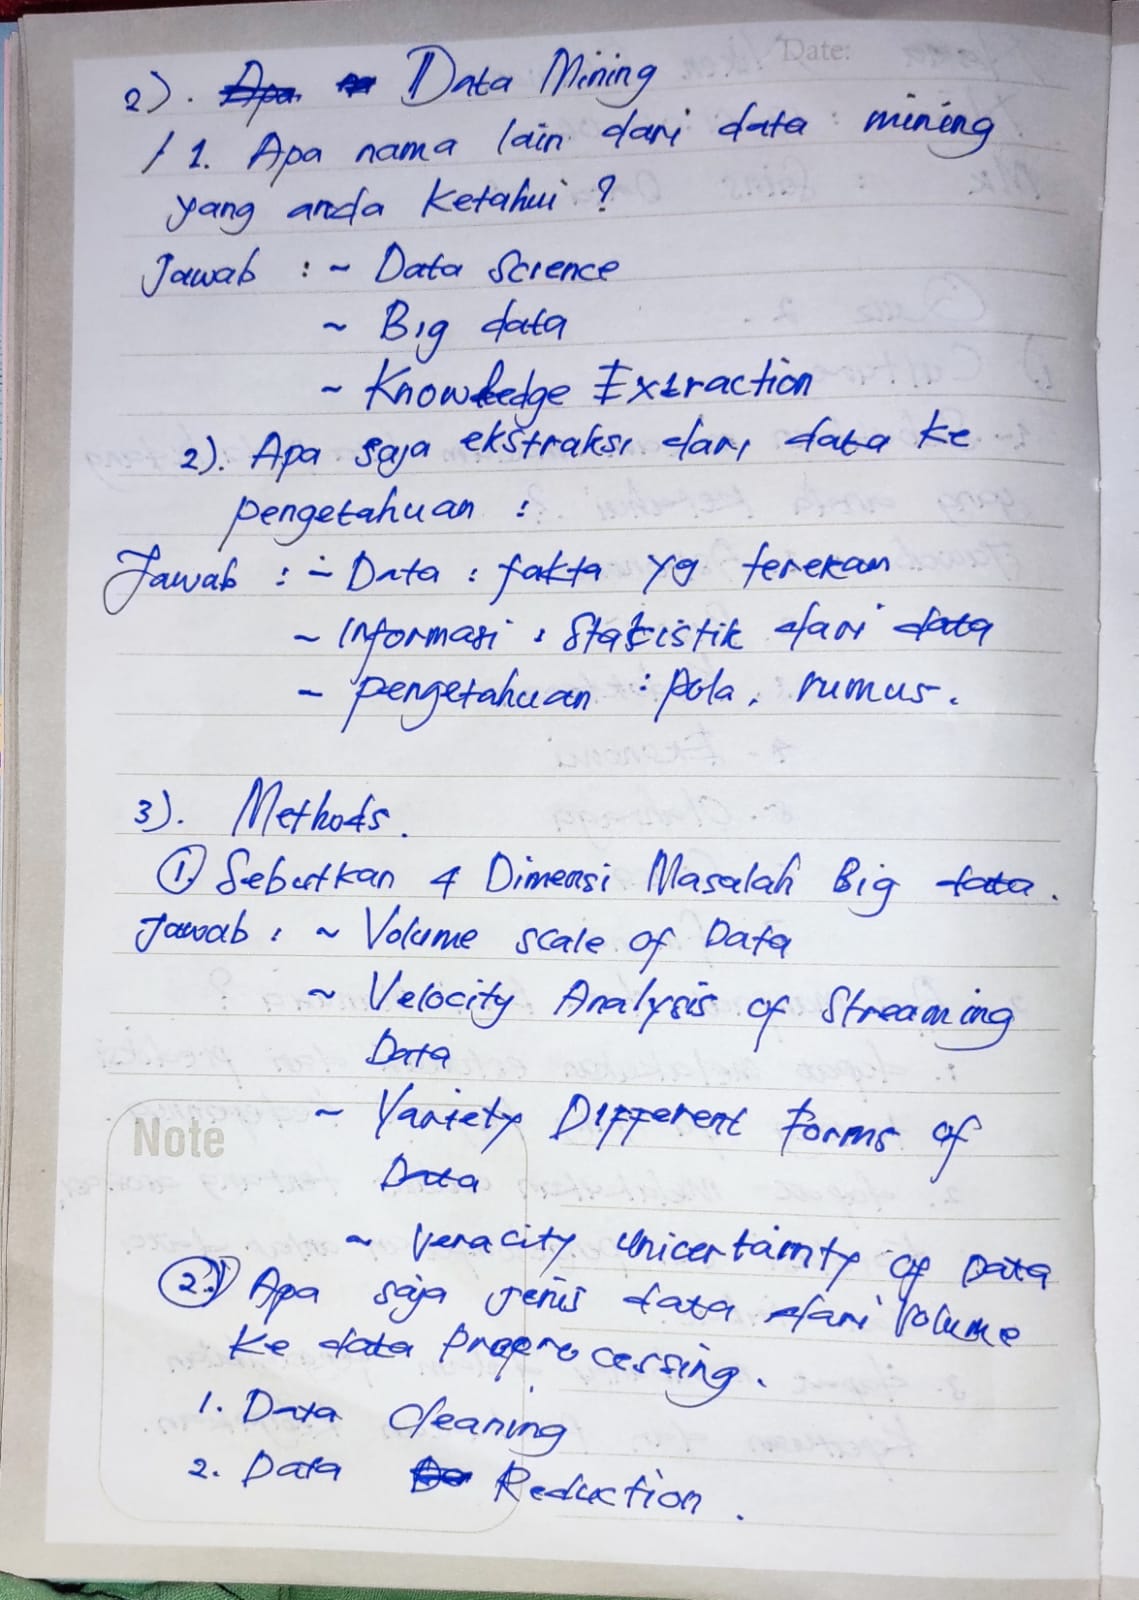 Date:
2). Data Mining
1. Apa nama lain dari data mining
yang anda Ketahui ?
Jawab : ~ Data Science
~ Big data
~ Knowledge Extraction
2). Apa saja ekstraksi dari data ke
pengetahuan :
Jawab : - Data : fakta yg terekam
~ Informasi : Statistik dari data
- pengetahuan : pola, rumus.
3). Methods.
1. Sebutkan 4 Dimensi Masalah Big data.
Jawab : ~ Volume scale of Data
~ Velocity Analysis of Streaming
Data
~ Variety Different Forms of
Data
~ Veracity Unicertainty of Data
2.) Apa saja jenis data dari Volume
Ke data Preprocessing.
1. Data Cleaning
2. Data Reduction.
Note